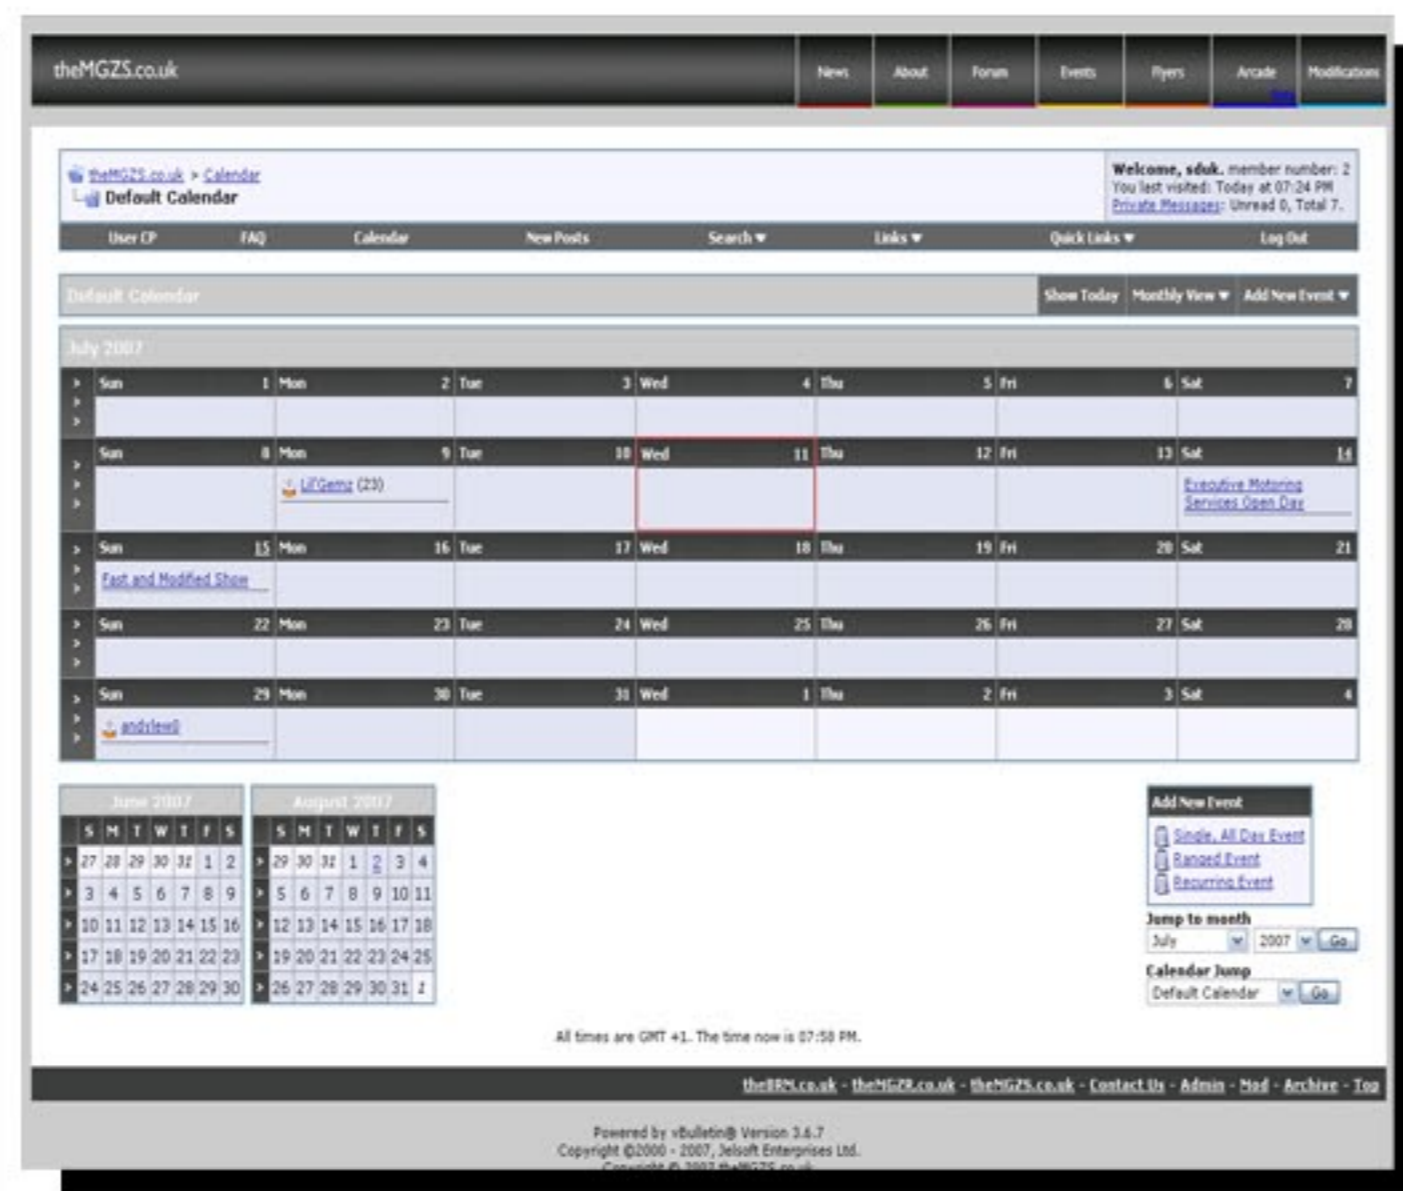 theMGZS.co.uk
News About Forum Events Flyers Arcade Modifications
theMGZS.co.uk > Calendar
Default Calendar
Welcome, sduk. member number: 2
You last visited: Today at 07:24 PM
Private Messages: Unread 0, Total 7.
User CP FAQ Calendar New Posts Search Links Quick Links Log Out
Default Calendar Show Today Monthly View Add New Event
July 2007
> Sun 1 Mon 2 Tue 3 Wed 4 Thu 5 Fri 6 Sat 7
>
>
> Sun 8 Mon 9 Tue 10 Wed 11 Thu 12 Fri 13 Sat 14
> Lil'Gemz (23) Executive Motoring
> Services Open Day
> Sun 15 Mon 16 Tue 17 Wed 18 Thu 19 Fri 20 Sat 21
> Fast and Modified Show
>
> Sun 22 Mon 23 Tue 24 Wed 25 Thu 26 Fri 27 Sat 28
>
>
> Sun 29 Mon 30 Tue 31 Wed 1 Thu 2 Fri 3 Sat 4
>
>
June 2007
S M T W T F S
> 27 28 29 30 31 1 2
> 3 4 5 6 7 8 9
> 10 11 12 13 14 15 16
> 17 18 19 20 21 22 23
> 24 25 26 27 28 29 30
August 2007
S M T W T F S
> 29 30 31 1 2 3 4
> 5 6 7 8 9 10 11
> 12 13 14 15 16 17 18
> 19 20 21 22 23 24 25
> 26 27 28 29 30 31 1
Add New Event
Single, All Day Event
Ranged Event
Recurring Event
Jump to month
July 2007 Go
Calendar Jump
Default Calendar Go
All times are GMT +1. The time now is 07:58 PM.
theBRM.co.uk - theMGZR.co.uk - theMGZS.co.uk - Contact Us - Admin - Mod - Archive - Top
Powered by vBulletin® Version 3.6.7
Copyright ©2000 - 2007, Jelsoft Enterprises Ltd.
Copyright © 2007 theMGZS.co.uk